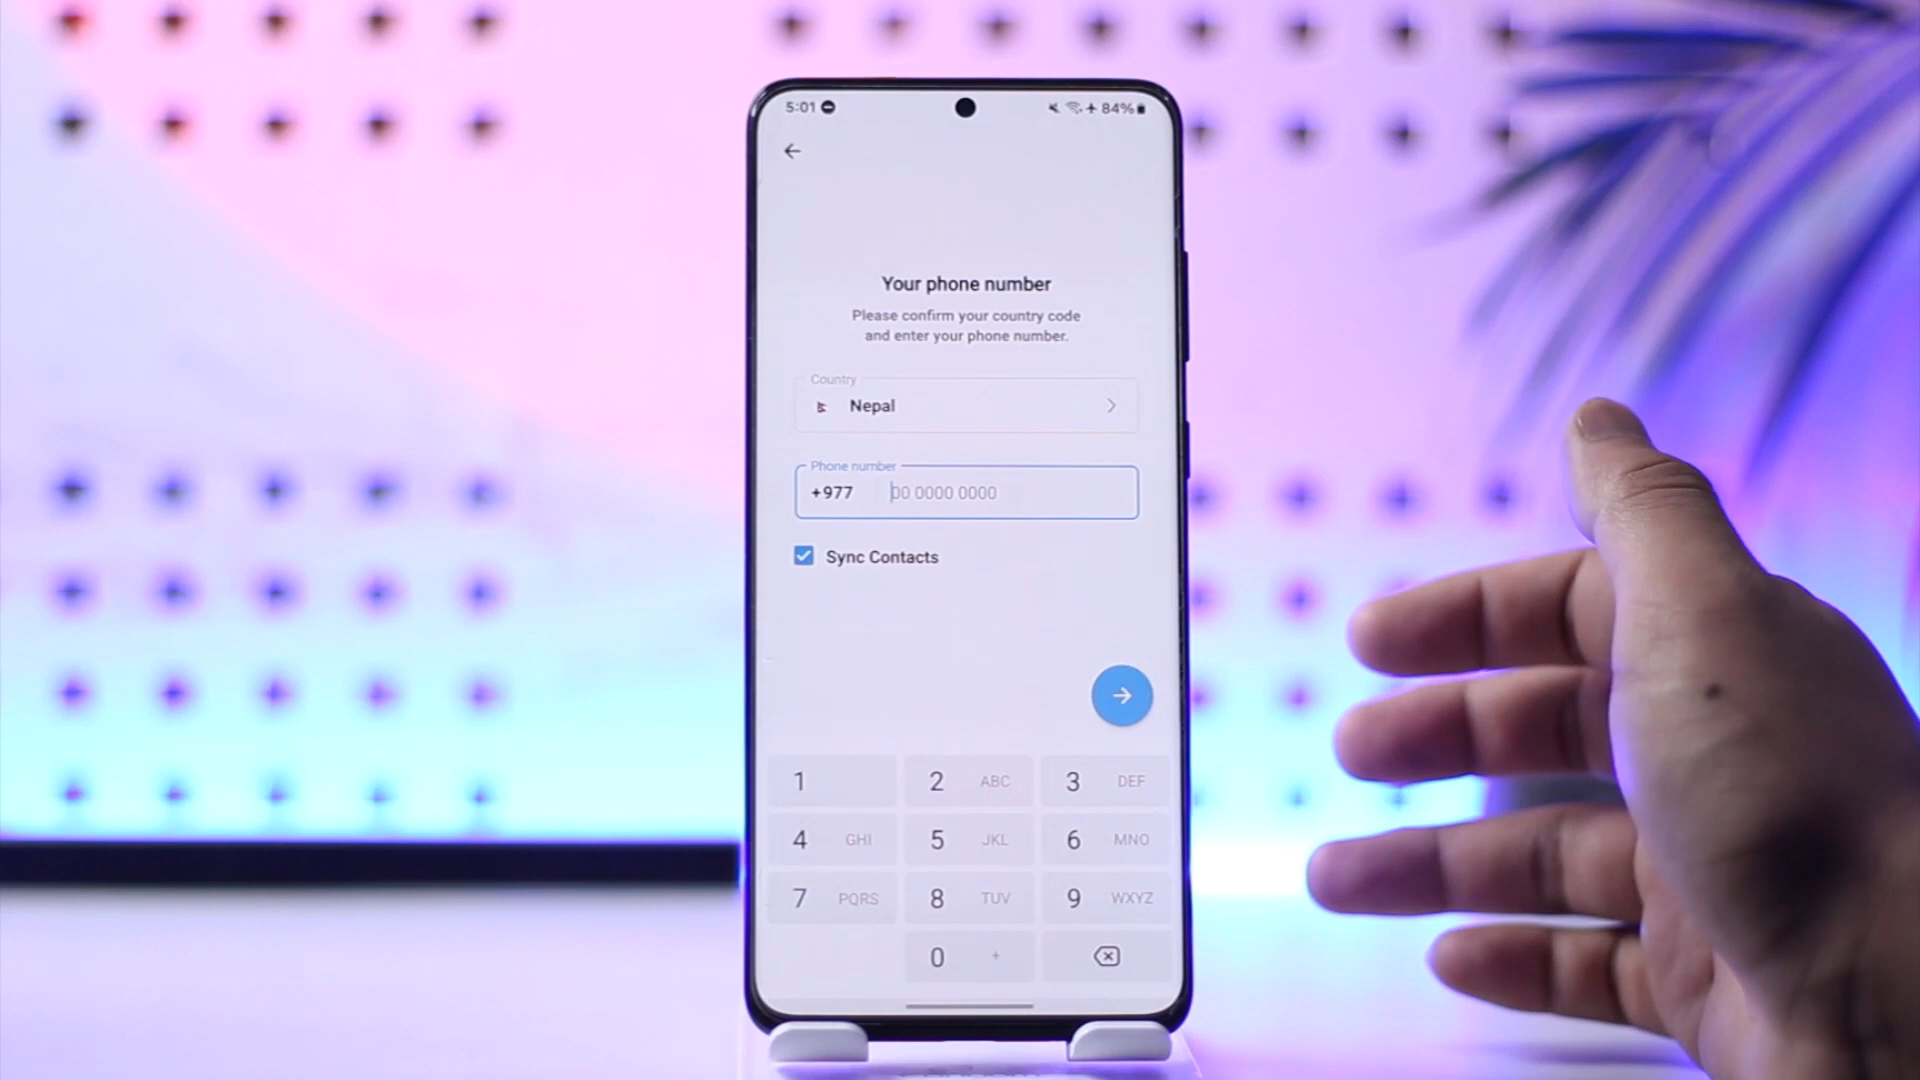 5:01 84%
Your phone number
Please confirm your country code
and enter your phone number.
Country
Nepal
Phone number
+977 00 0000 0000
Sync Contacts
1 2 ABC 3 DEF
4 GHI 5 JKL 6 MNO
7 PQRS 8 TUV 9 WXYZ
0 +